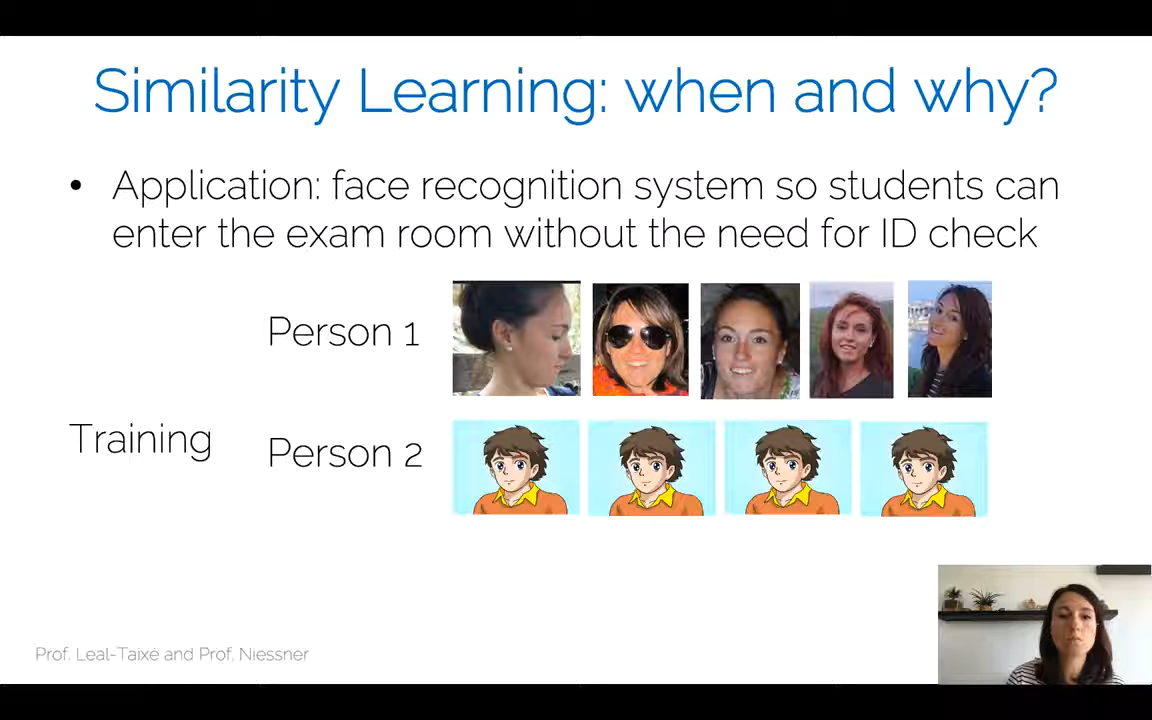 Similarity Learning: when and why?
• Application: face recognition system so students can
enter the exam room without the need for ID check
Person 1
Training
Person 2
Prof. Leal-Taixé and Prof. Niessner